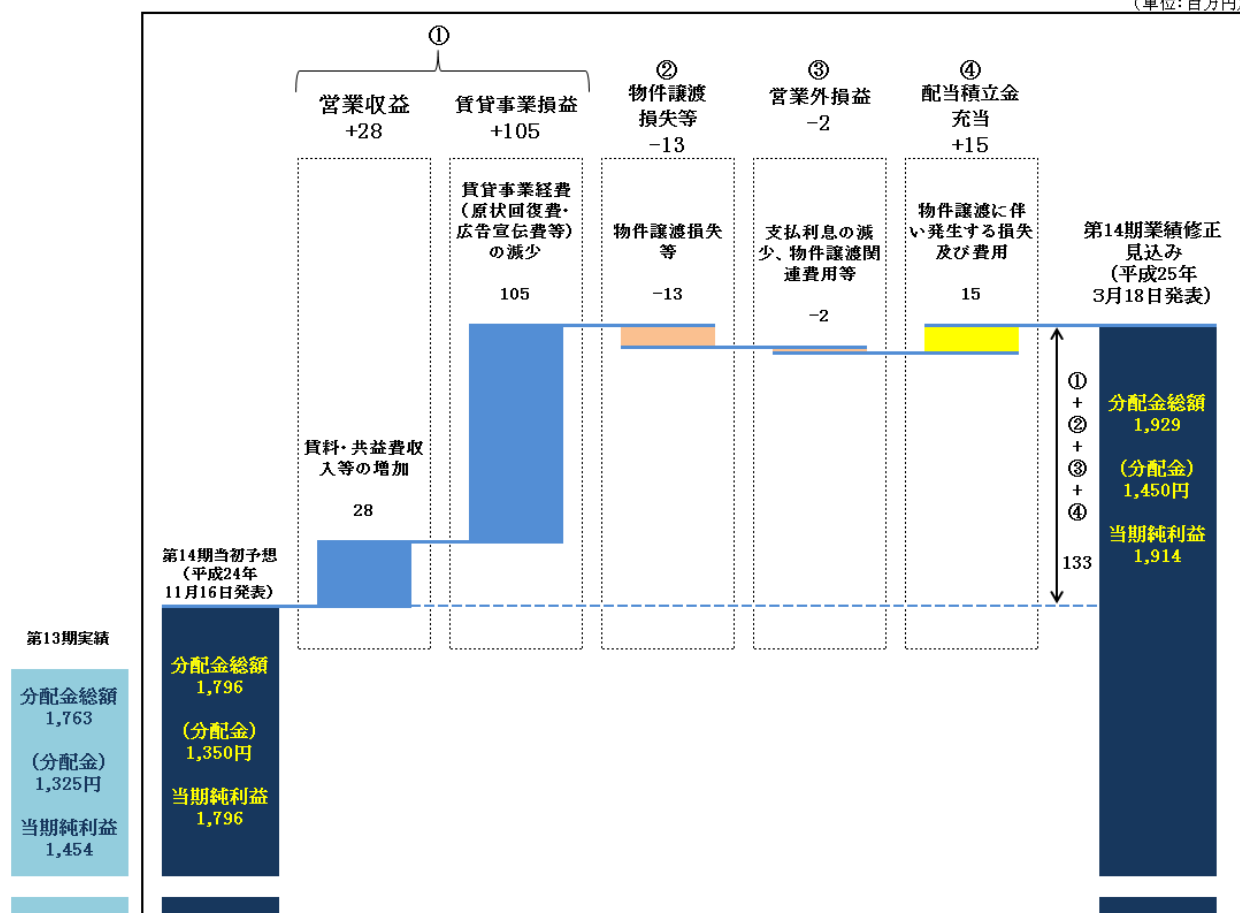 (単位:百万円)
①
営業収益
+28
賃貸事業損益
+105
②
物件譲渡
損失等
-13
③
営業外損益
-2
④
配当積立金
充当
+15
賃料・共益費収
入等の増加
28
賃貸事業経費
(原状回復費・
広告宣伝費等)
の減少
105
物件譲渡損失
等
-13
支払利息の減
少、物件譲渡関
連費用等
-2
物件譲渡に伴
い発生する損失
及び費用
15
第13期実績
分配金総額
1,763
(分配金)
1,325円
当期純利益
1,454
第14期当初予想
(平成24年
11月16日発表)
分配金総額
1,796
(分配金)
1,350円
当期純利益
1,796
①
+
②
+
③
+
④
133
第14期業績修正
見込み
(平成25年
3月18日発表)
分配金総額
1,929
(分配金)
1,450円
当期純利益
1,914